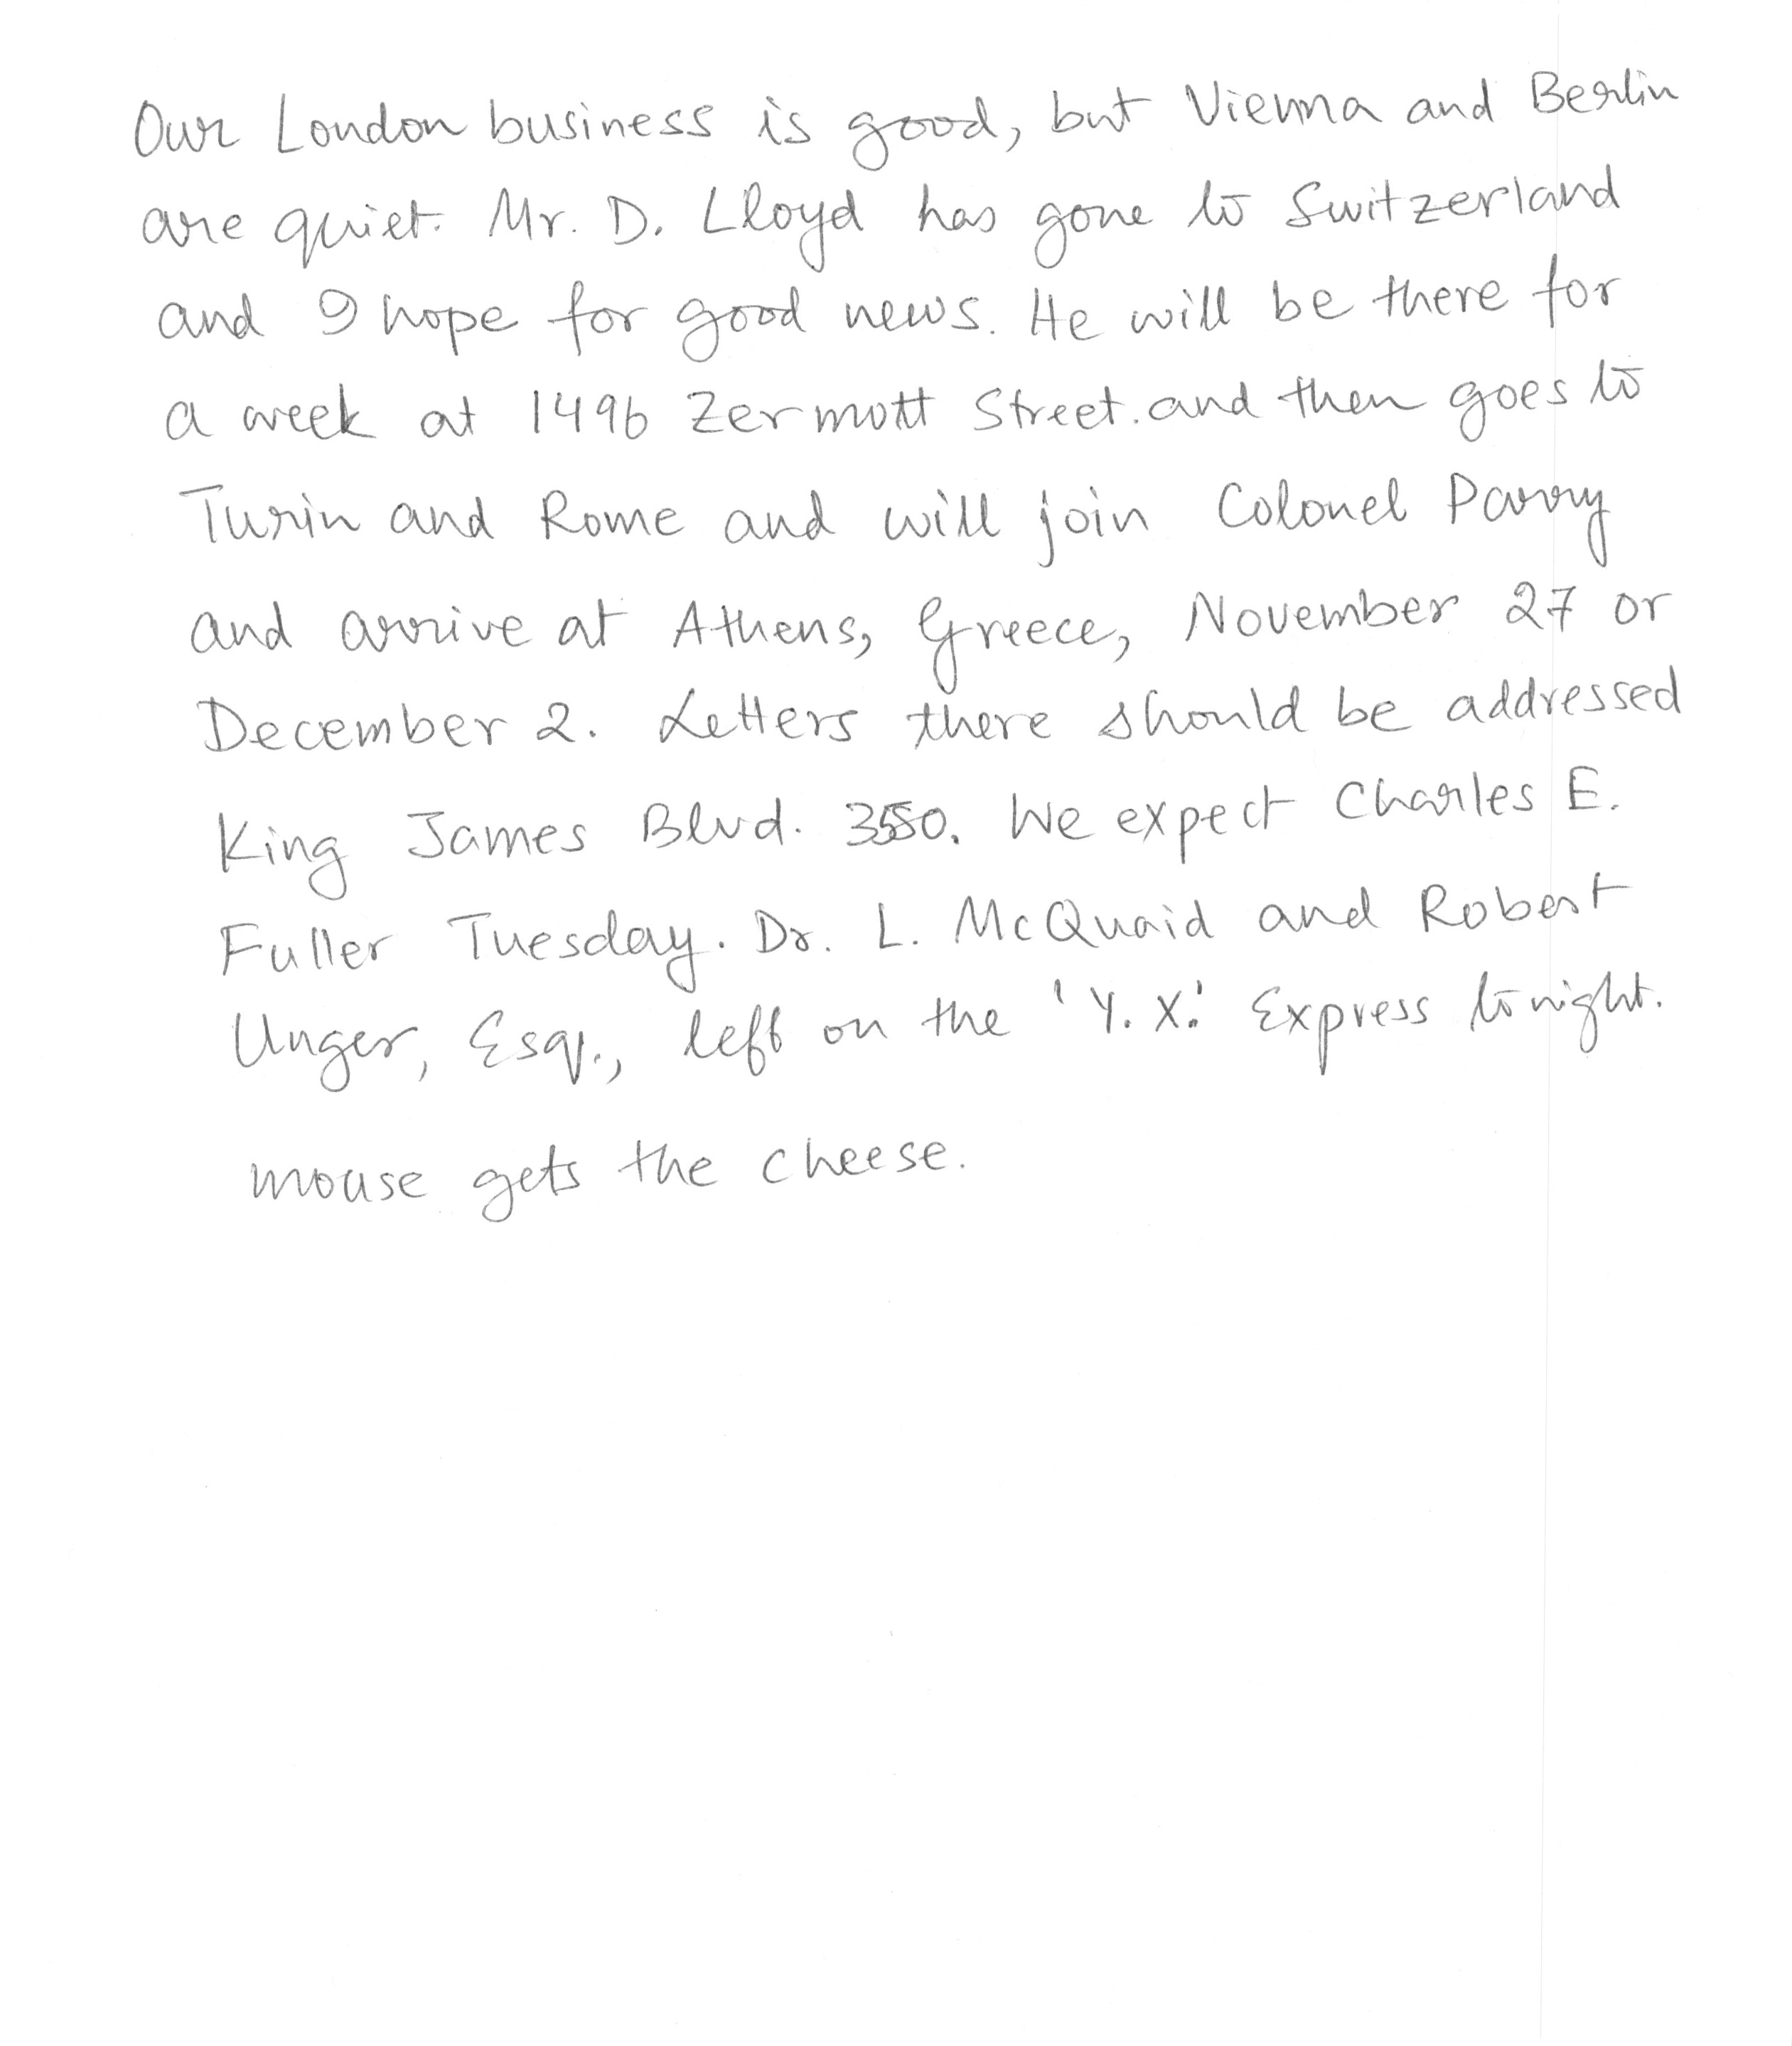 Our London business is good, but Vienna and Berlin
are quiet. Mr. D. Lloyd has gone to Switzerland
and I hope for good news. He will be there for
a week at 1496 Zermott Street. and then goes to
Turin and Rome and will join Colonel Parry
and arrive at Athens, Greece, November 27 or
December 2. Letters there should be addressed
King James Blvd. 3580. We expect Charles E.
Fuller Tuesday. Dr. L. McQuaid and Robert
Unger, Esq., left on the 'Y. X.' Express tonight.
mouse gets the cheese.